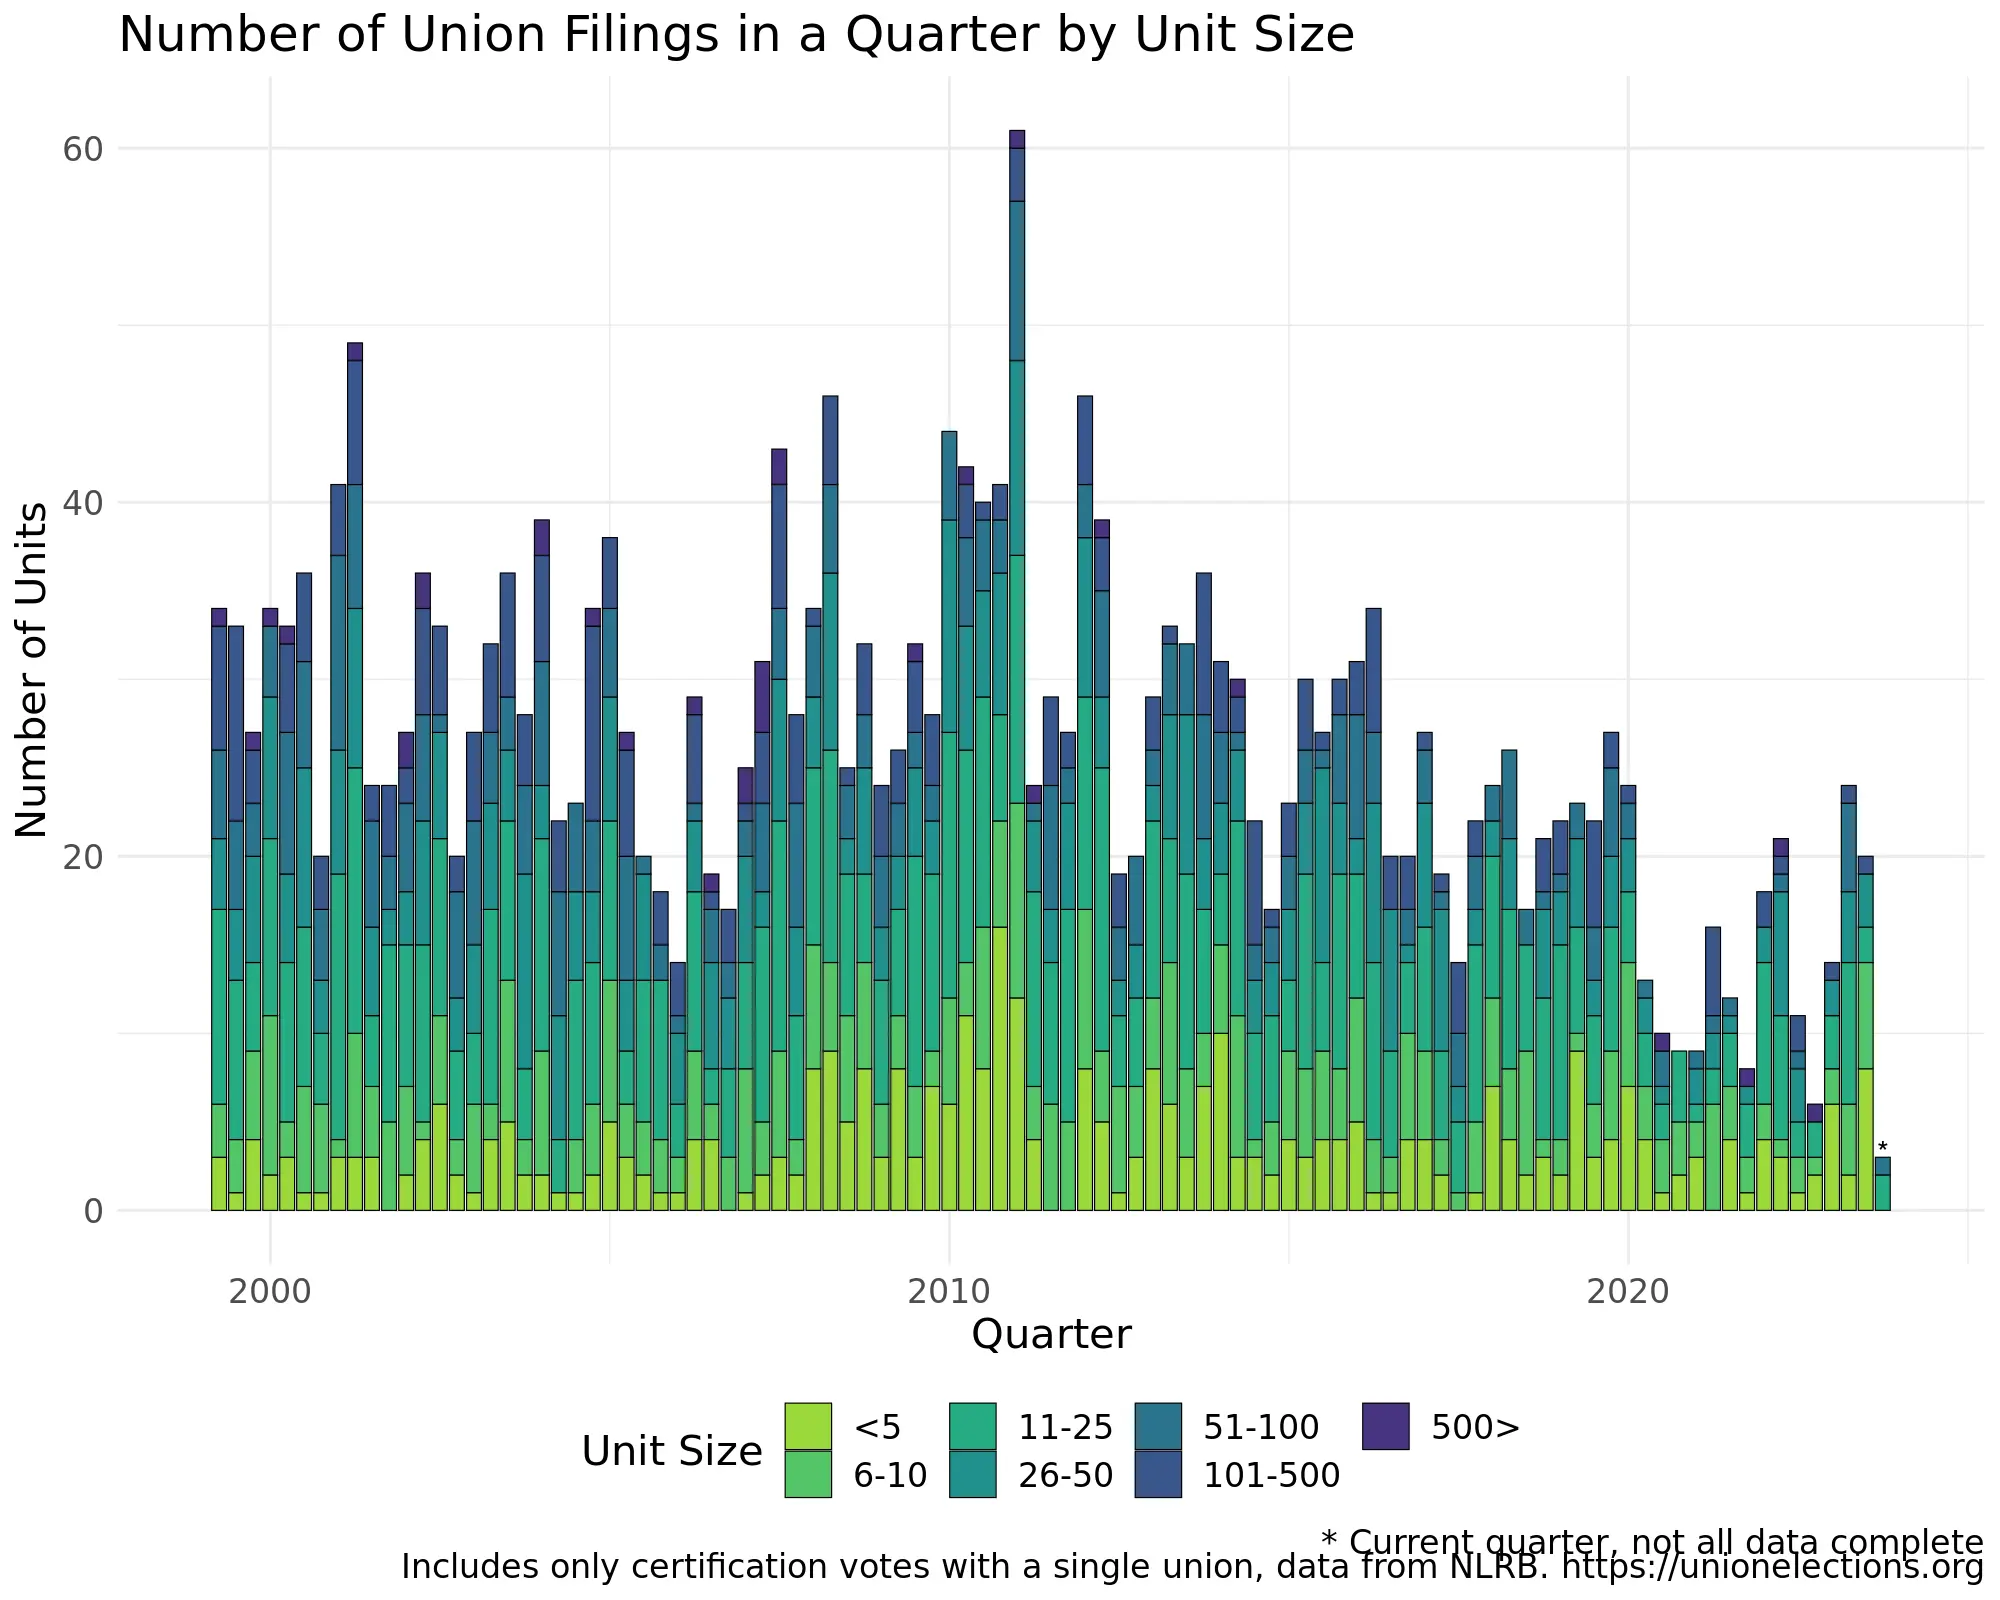 Number of Union Filings in a Quarter by Unit Size
Number of Units
60
40
20
0
*
2000 2010 2020
Quarter
Unit Size
<5 11-25 51-100 500>
6-10 26-50 101-500
* Current quarter, not all data complete
Includes only certification votes with a single union, data from NLRB. https://unionelections.org